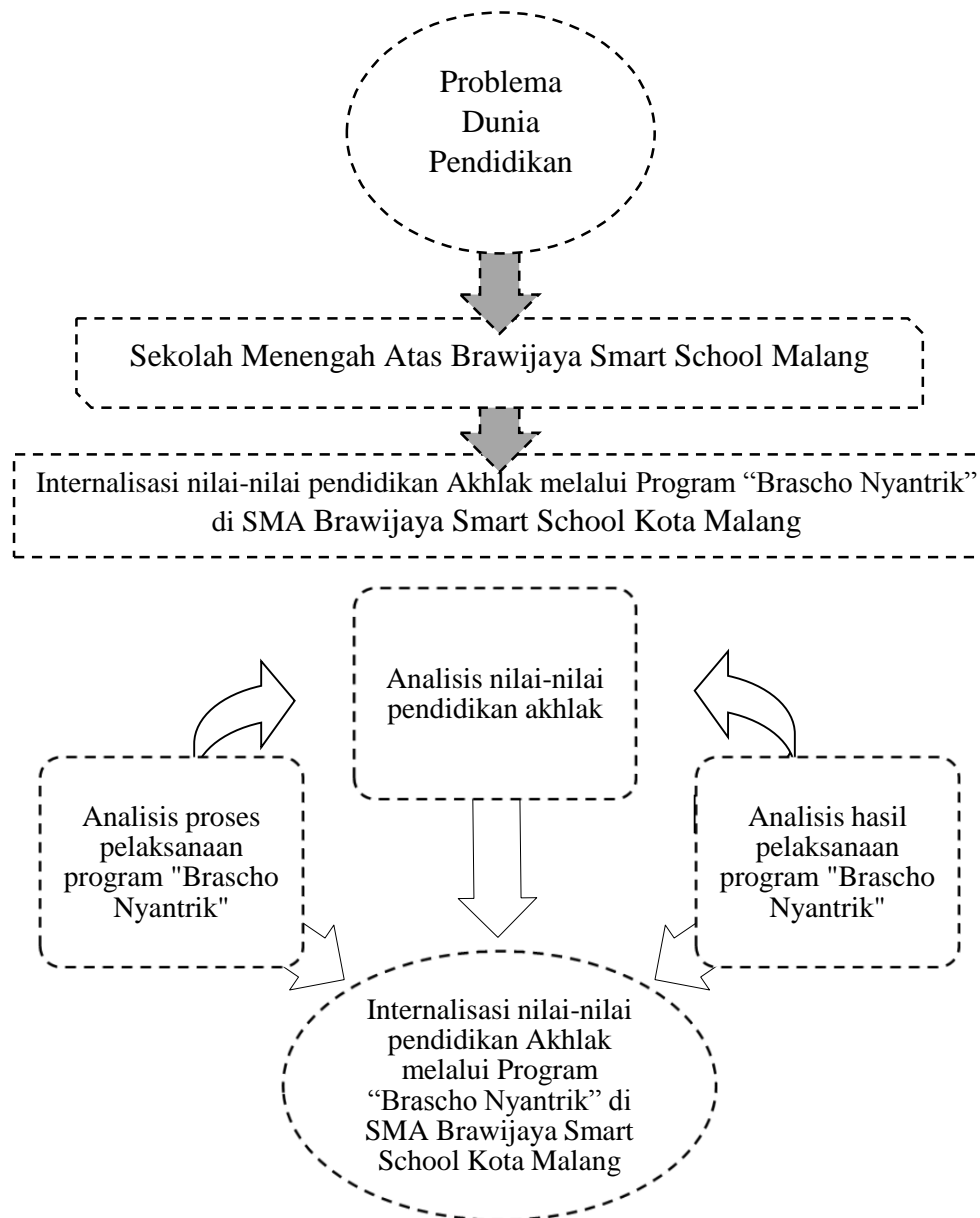 Problema
Dunia
Pendidikan
Sekolah Menengah Atas Brawijaya Smart School Malang
Internalisasi nilai-nilai pendidikan Akhlak melalui Program “Brascho Nyantrik”
di SMA Brawijaya Smart School Kota Malang
Analisis nilai-nilai
pendidikan akhlak
Analisis proses
pelaksanaan
program "Brascho
Nyantrik"
Analisis hasil
pelaksanaan
program "Brascho
Nyantrik"
Internalisasi nilai-nilai
pendidikan Akhlak
melalui Program
“Brascho Nyantrik” di
SMA Brawijaya Smart
School Kota Malang